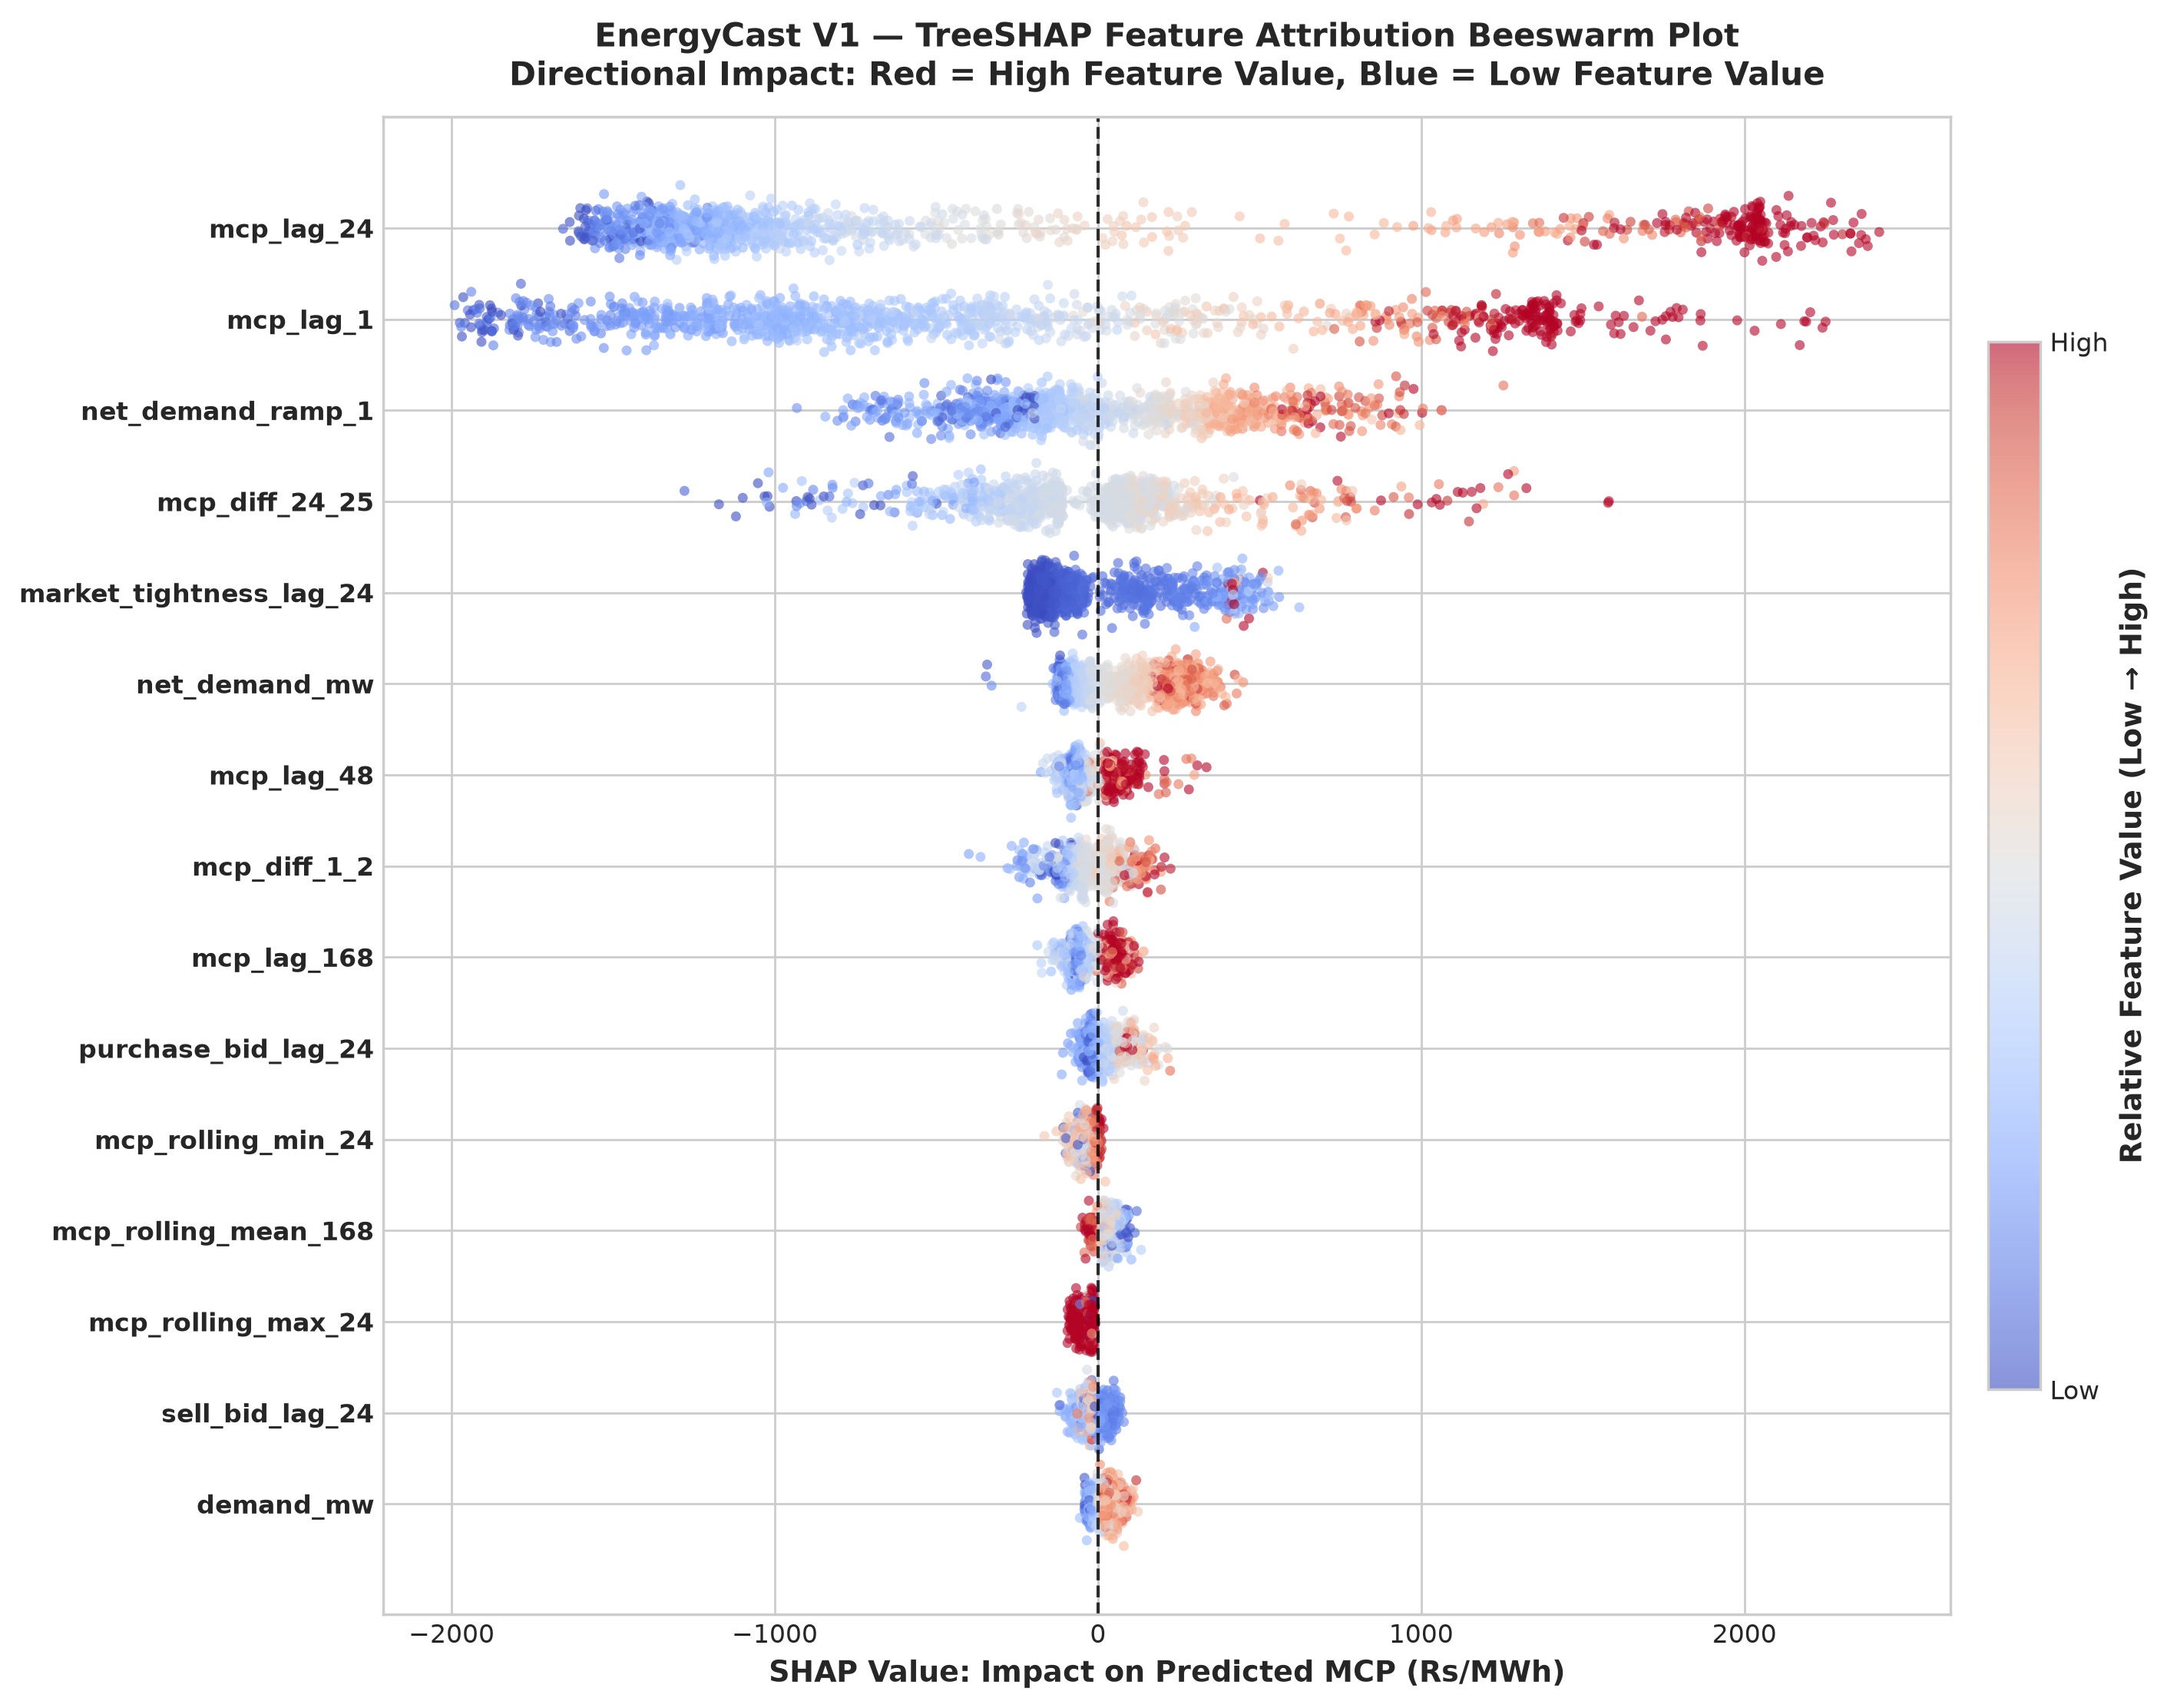 EnergyCast V1 — TreeSHAP Feature Attribution Beeswarm Plot
Directional Impact: Red = High Feature Value, Blue = Low Feature Value
mcp_lag_24
mcp_lag_1
net_demand_ramp_1
mcp_diff_24_25
market_tightness_lag_24
net_demand_mw
mcp_lag_48
mcp_diff_1_2
mcp_lag_168
purchase_bid_lag_24
mcp_rolling_min_24
mcp_rolling_mean_168
mcp_rolling_max_24
sell_bid_lag_24
demand_mw
−2000 −1000 0 1000 2000
SHAP Value: Impact on Predicted MCP (Rs/MWh)
High
Relative Feature Value (Low → High)
Low